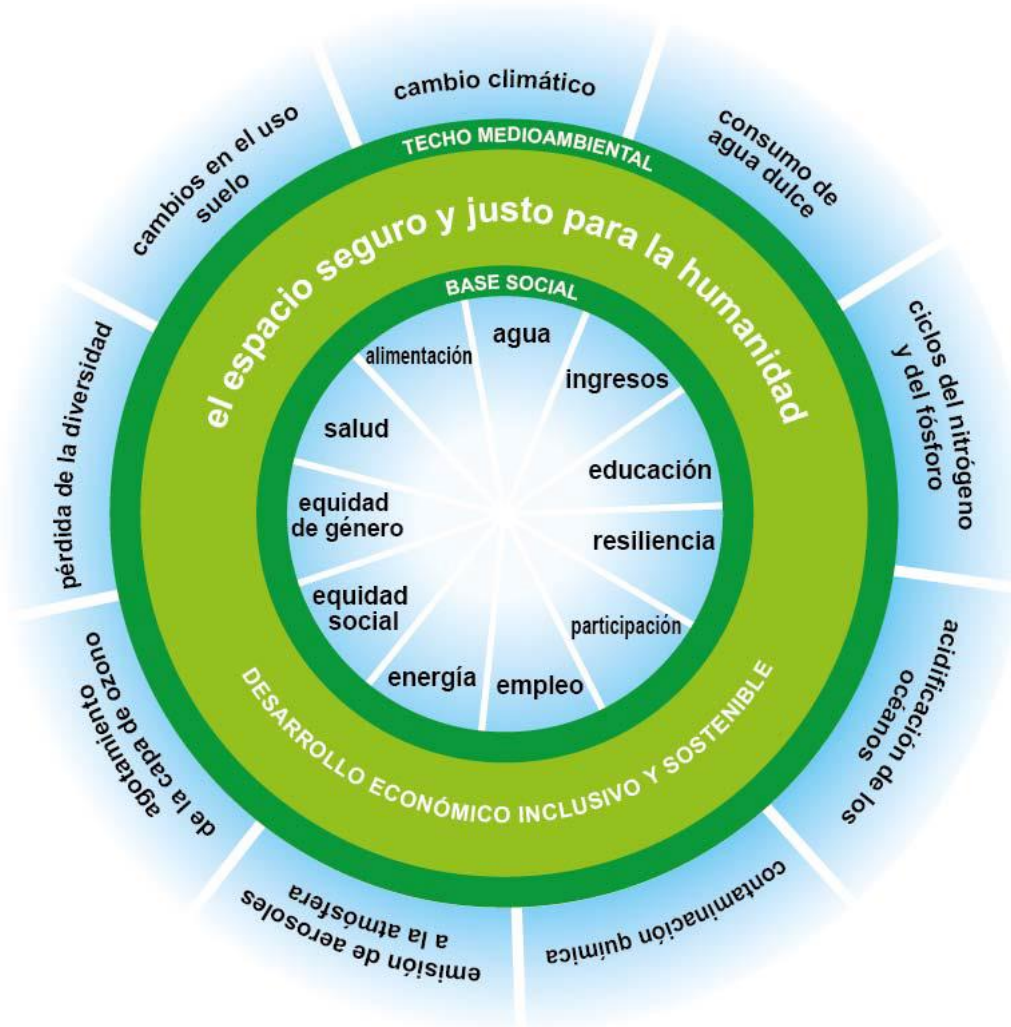 cambio climático
consumo de
agua dulce
ciclos del nitrógeno
y del fósforo
acidificación de los
océanos
contaminación química
emisión de aerosoles
a la atmósfera
agotamiento
de la capa de ozono
pérdida de la diversidad
cambios en el uso
suelo
TECHO MEDIOAMBIENTAL
el espacio seguro y justo para la humanidad
BASE SOCIAL
agua
ingresos
educación
resiliencia
participación
empleo
energía
equidad
social
equidad
de género
salud
alimentación
DESARROLLO ECONÓMICO INCLUSIVO Y SOSTENIBLE